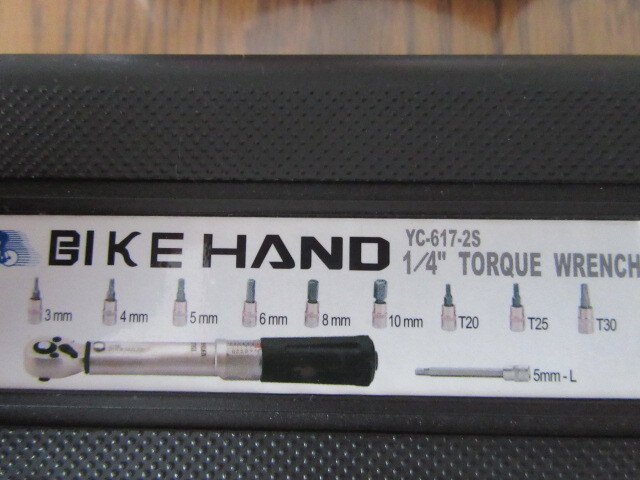 BIKE HAND
YC-617-2S
1/4" TORQUE WRENCH
3 mm 4 mm 5 mm 6 mm 8 mm 10 mm T20 T25 T30
5mm - L